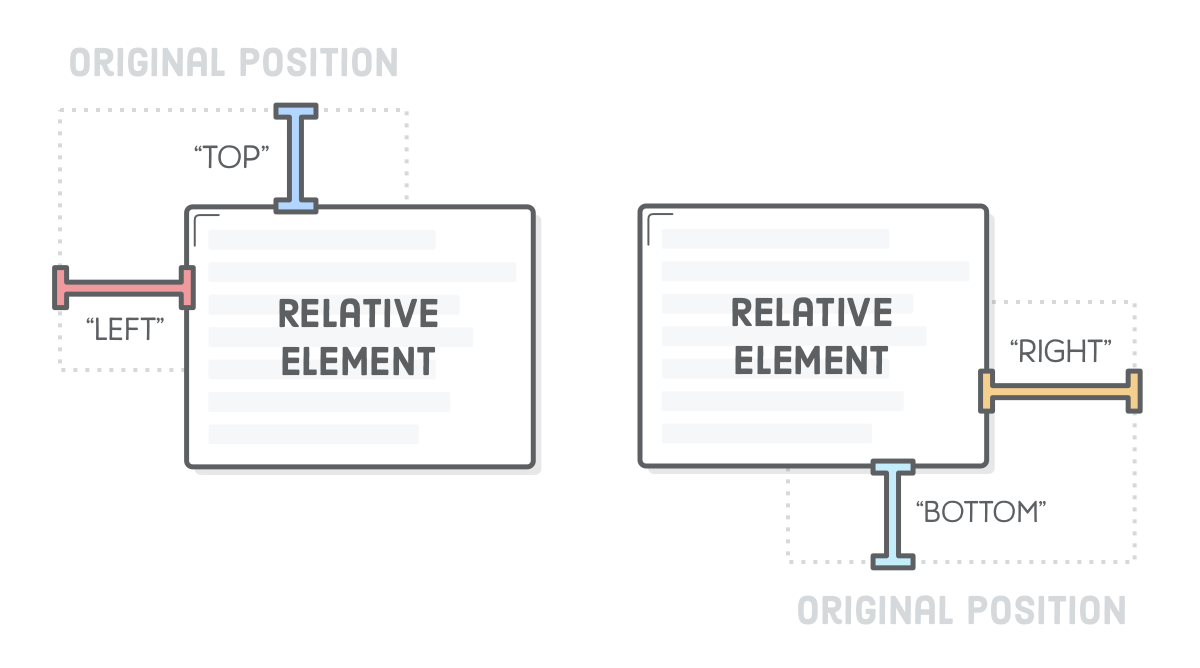 ORIGINAL POSITION
“TOP”
“LEFT”
RELATIVE
ELEMENT
RELATIVE
ELEMENT
“RIGHT”
“BOTTOM”
ORIGINAL POSITION